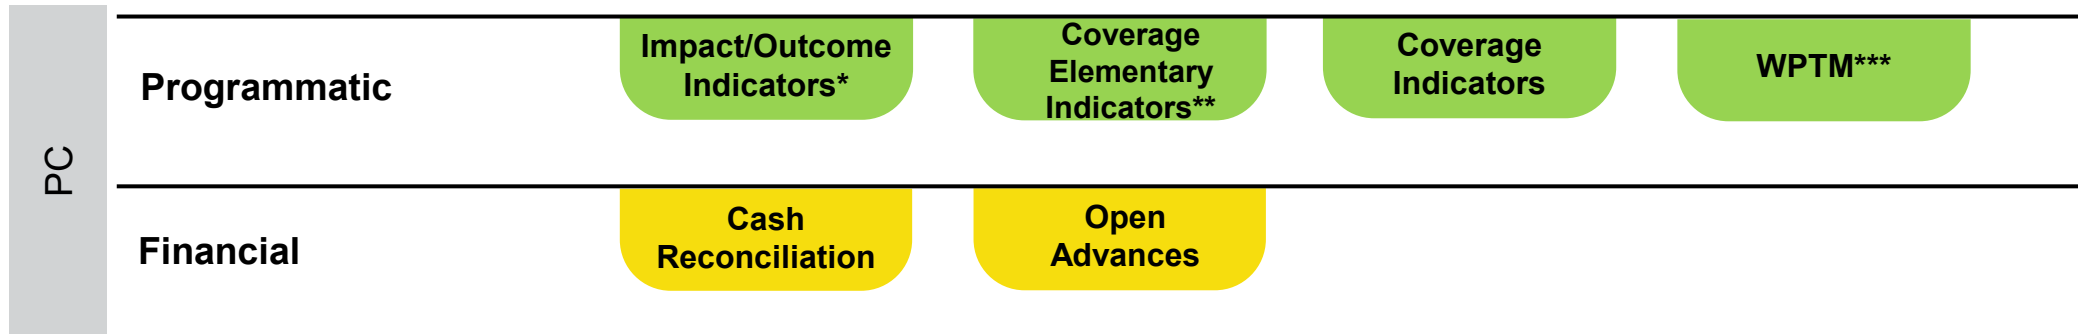 PC
Programmatic
Impact/Outcome
Indicators*
Coverage
Elementary
Indicators**
Coverage
Indicators
WPTM***
Financial
Cash
Reconciliation
Open
Advances